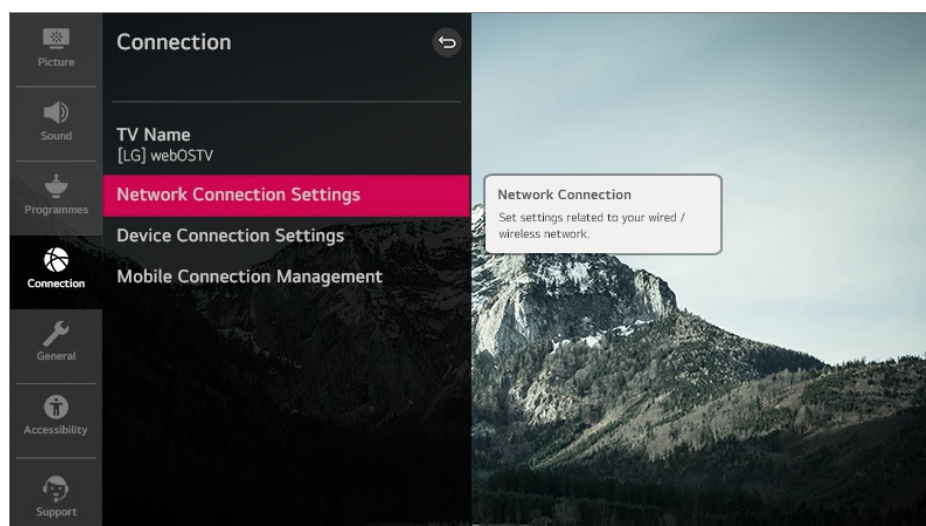 Picture
Sound
Programmes
Connection
General
Accessibility
Support
Connection
TV Name
[LG] webOSTV
Network Connection Settings
Device Connection Settings
Mobile Connection Management
Network Connection
Set settings related to your wired /
wireless network.